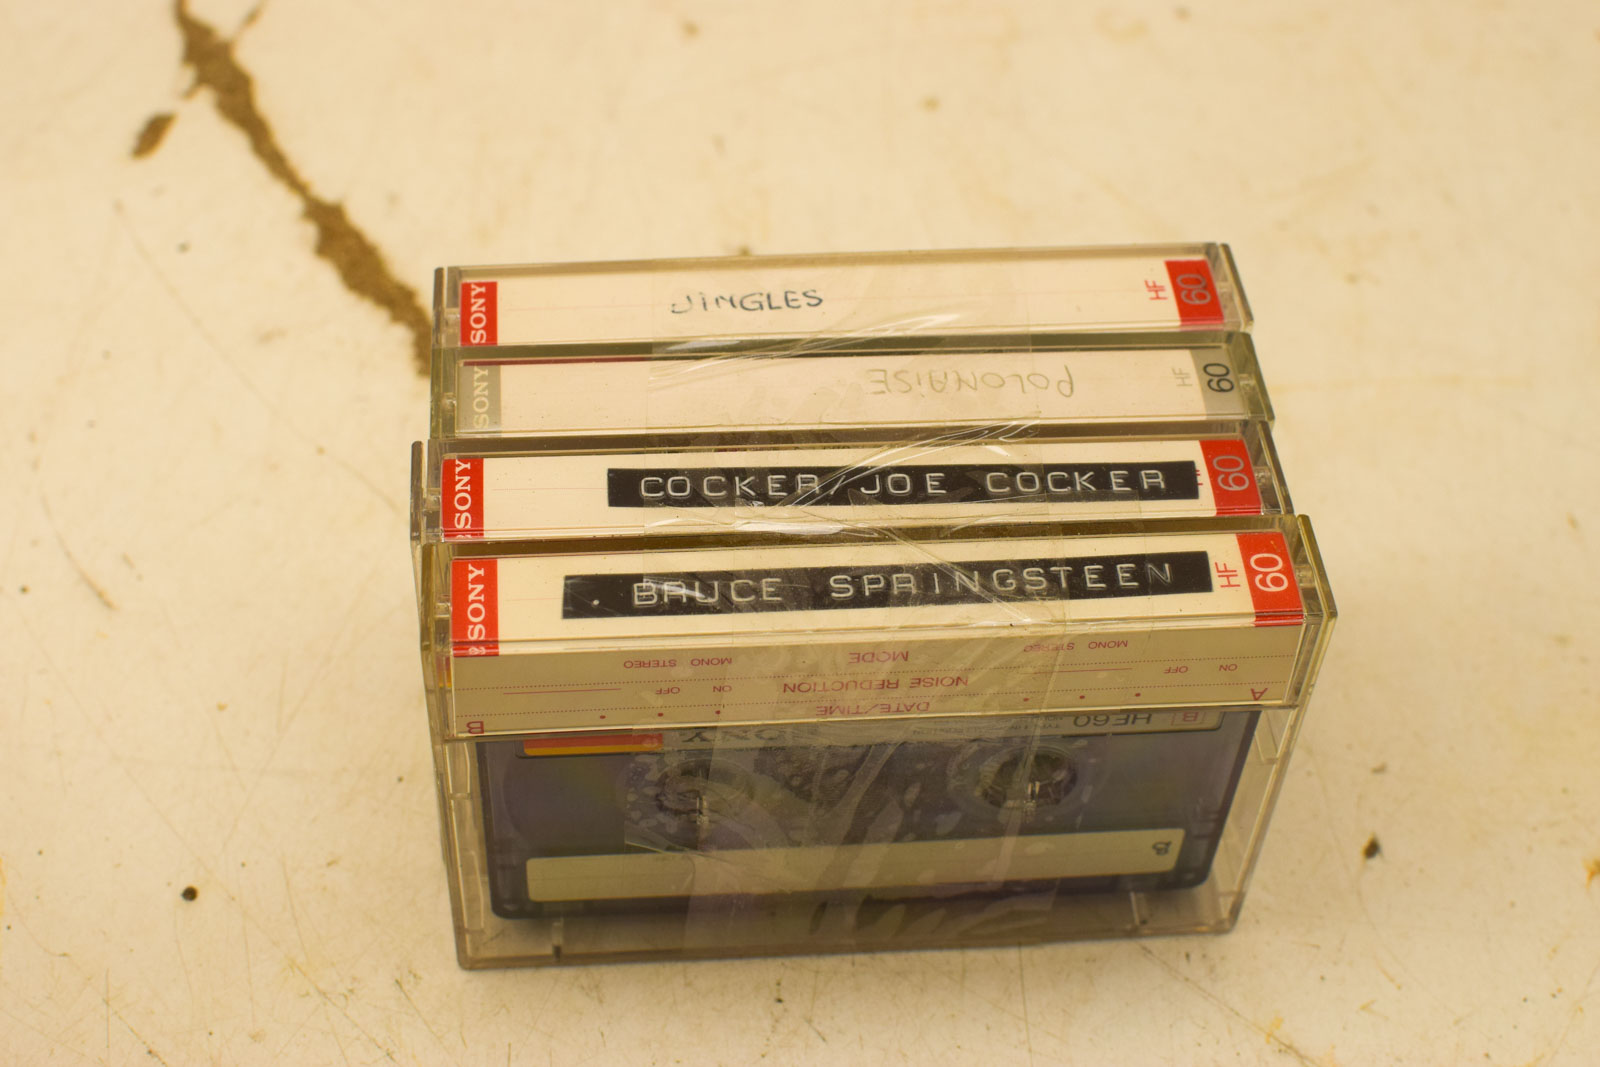 SONY JINGLES HF 60
SONY POLONAISE HF 60
SONY COCKER/JOE COCKER 60
SONY BRUCE SPRINGSTEEN HF 60
MONO STEREO MODE MONO STEREO
ON OFF NOISE REDUCTION ON OFF
A DATE/TIME B
B HF60 SONY